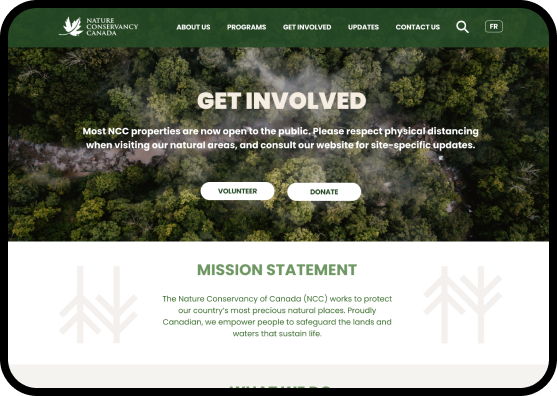 NATURE
CONSERVANCY
CANADA
ABOUT US
PROGRAMS
GET INVOLVED
UPDATES
CONTACT US
FR
GET INVOLVED
Most NCC properties are now open to the public. Please respect physical distancing
when visiting our natural areas, and consult our website for site-specific updates.
VOLUNTEER
DONATE
MISSION STATEMENT
The Nature Conservancy of Canada (NCC) works to protect
our country's most precious natural places. Proudly
Canadian, we empower people to safeguard the lands and
waters that sustain life.
WHAT WE DO